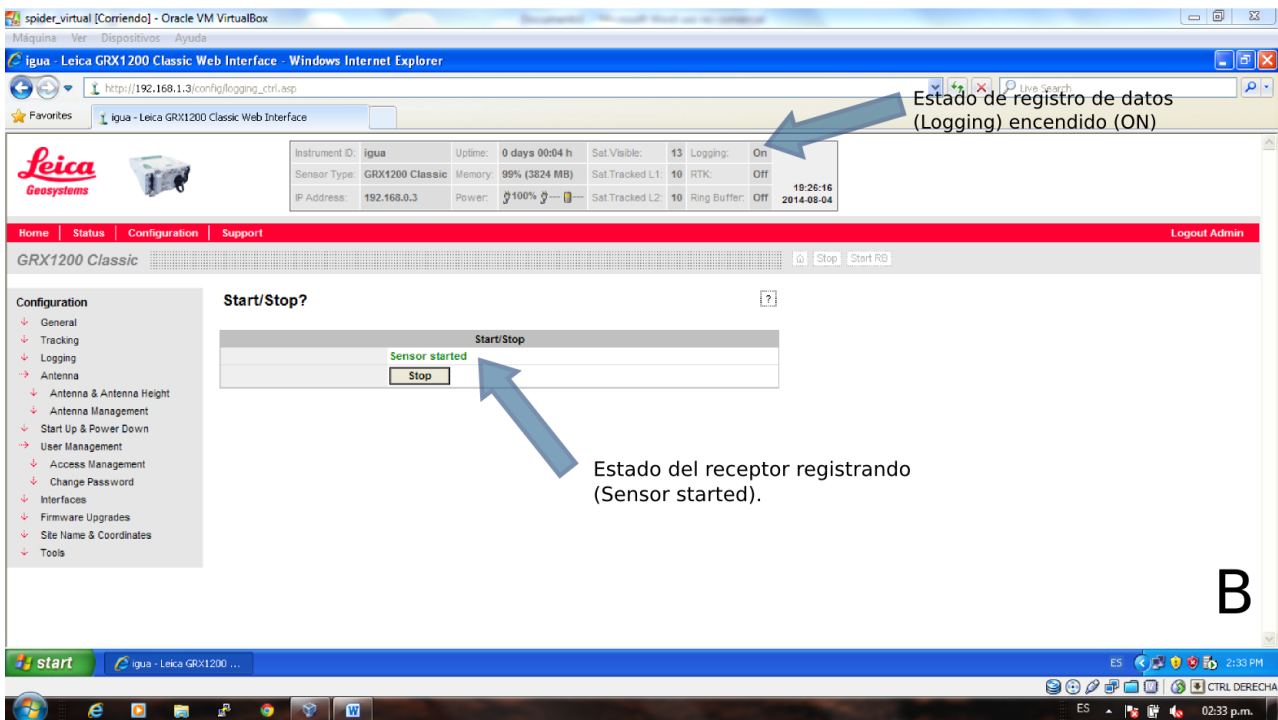 spider_virtual [Corriendo] - Oracle VM VirtualBox
Máquina Ver Dispositivos Ayuda
igua - Leica GRX1200 Classic Web Interface - Windows Internet Explorer
http://192.168.1.3/config/logging_ctrl.asp
Live Search
Favorites
igua - Leica GRX1200 Classic Web Interface
Estado de registro de datos
(Logging) encendido (ON)
Leica
Geosystems
Instrument ID: igua Uptime: 0 days 00:04 h Sat.Visible: 13 Logging: On
Sensor Type: GRX1200 Classic Memory: 99% (3824 MB) Sat.Tracked L1: 10 RTK: Off
IP Address: 192.168.0.3 Power: 100% --- --- Sat.Tracked L2: 10 Ring Buffer: Off
19:26:16
2014-08-04
Home Status Configuration Support Logout Admin
GRX1200 Classic Stop Start RB
Configuration
General
Tracking
Logging
Antenna
Antenna & Antenna Height
Antenna Management
Start Up & Power Down
User Management
Access Management
Change Password
Interfaces
Firmware Upgrades
Site Name & Coordinates
Tools
Start/Stop?
?
Start/Stop
Sensor started
Stop
Estado del receptor registrando
(Sensor started).
B
start igua - Leica GRX1200 ... ES 2:33 PM
CTRL DERECHA
ES 02:33 p.m.